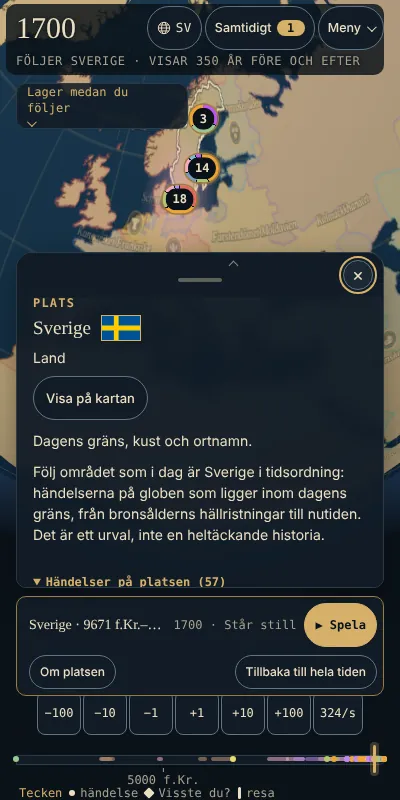 1700
SV
Samtidigt 1
Meny
FÖLJER SVERIGE · VISAR 350 ÅR FÖRE OCH EFTER
Lager medan du
följer
3
14
18
PLATS
Sverige
Land
Visa på kartan
Dagens gräns, kust och ortnamn.
Följ området som i dag är Sverige i tidsordning:
händelserna på globen som ligger inom dagens
gräns, från bronsålderns hällristningar till nutiden.
Det är ett urval, inte en heltäckande historia.
▼ Händelser på platsen (57)
Sverige · 9671 f.Kr.–… 1700 · Står still ▶ Spela
Om platsen
Tillbaka till hela tiden
−100 −10 −1 +1 +10 +100 324/s
5000 f.Kr.
Tecken ● händelse ◆ Visste du? ❙ resa